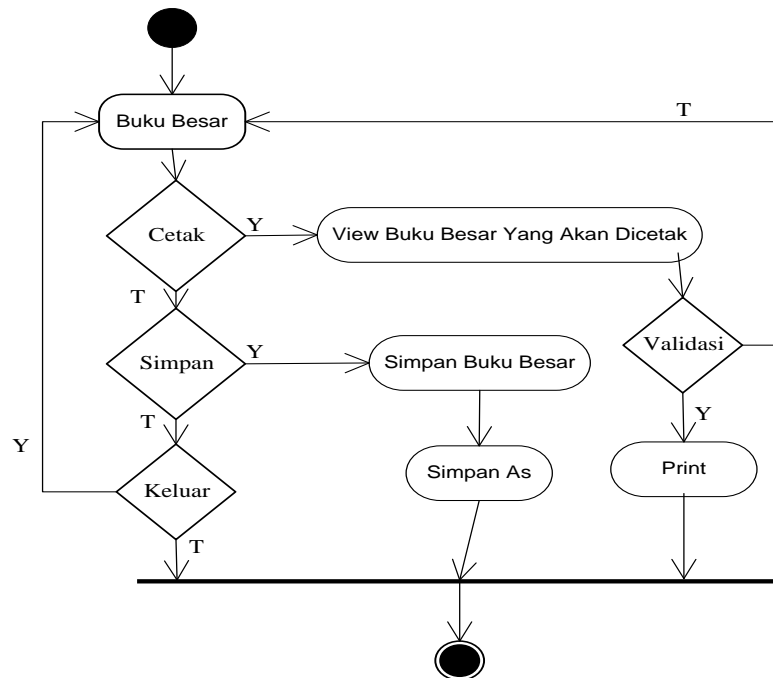 T
Buku Besar
Cetak
Y
View Buku Besar Yang Akan Dicetak
T
Simpan
Y
Simpan Buku Besar
Validasi
T
Y
Y
Keluar
Simpan As
Print
T